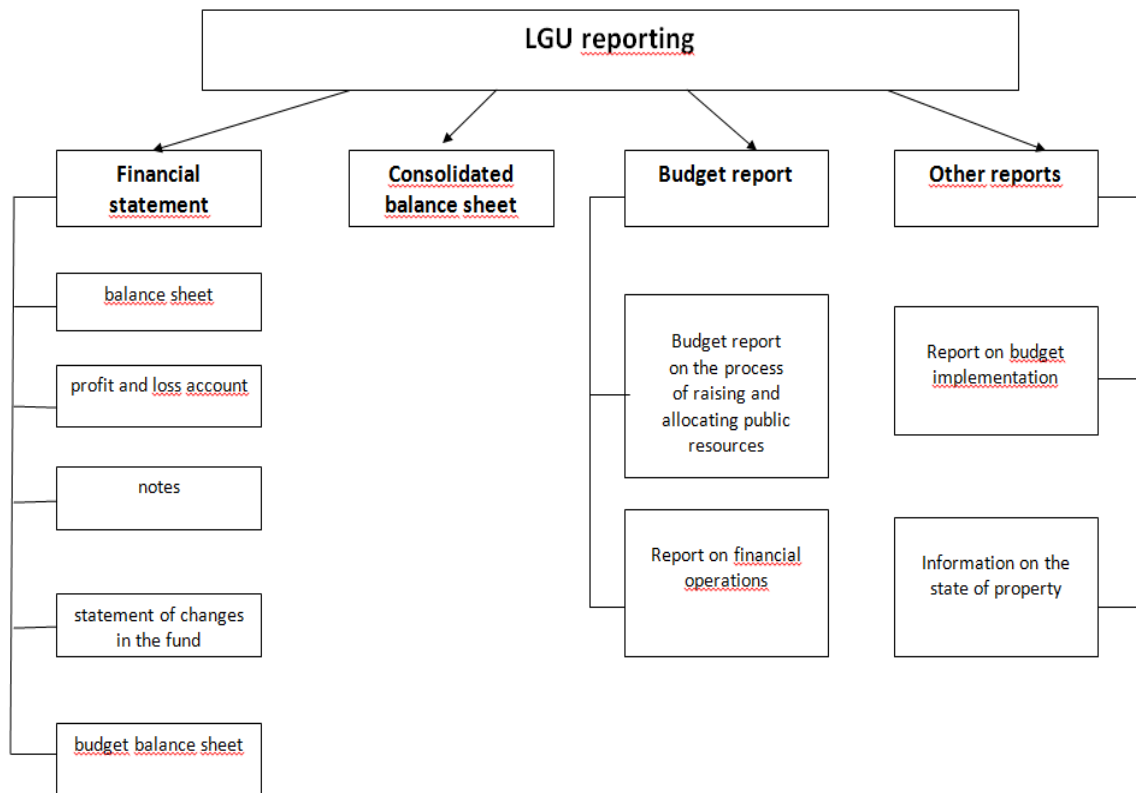 LGU reporting
Financial
statement
Consolidated
balance sheet
Budget report
Other reports
balance sheet
profit and loss account
notes
statement of changes
in the fund
budget balance sheet
Budget report
on the process
of raising and
allocating public
resources
Report on financial
operations
Report on budget
implementation
Information on the
state of property